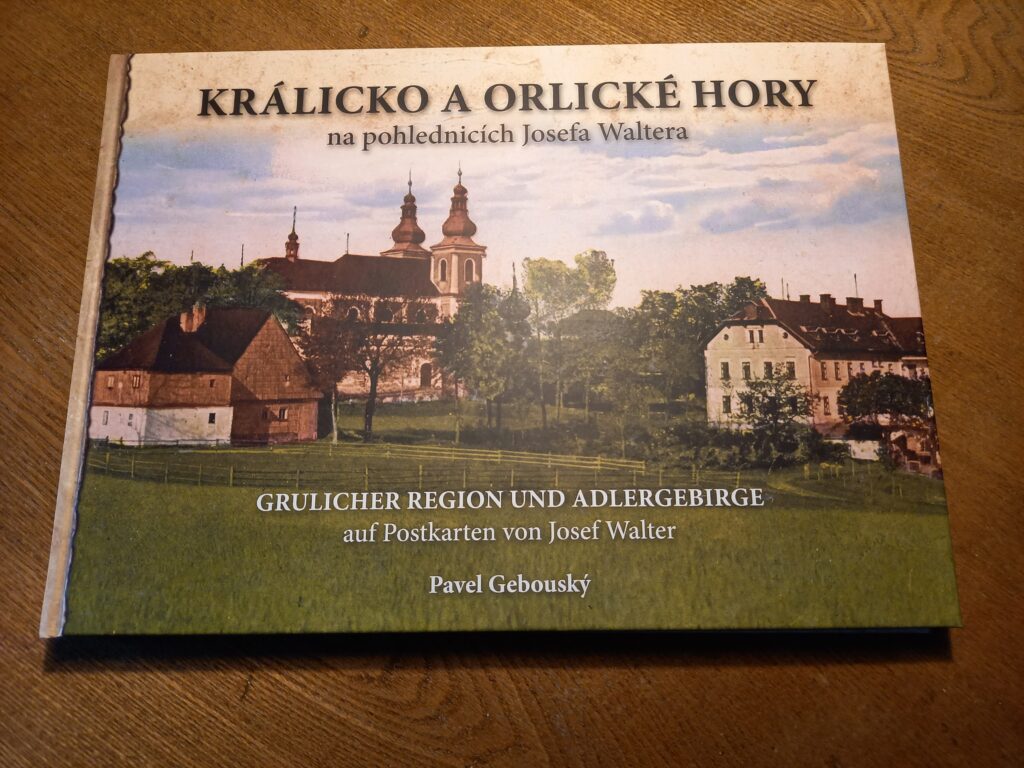 KRÁLICKO A ORLICKÉ HORY
na pohlednicích Josefa Waltera
GRULICHER REGION UND ADLERGEBIRGE
auf Postkarten von Josef Walter
Pavel Gebouský